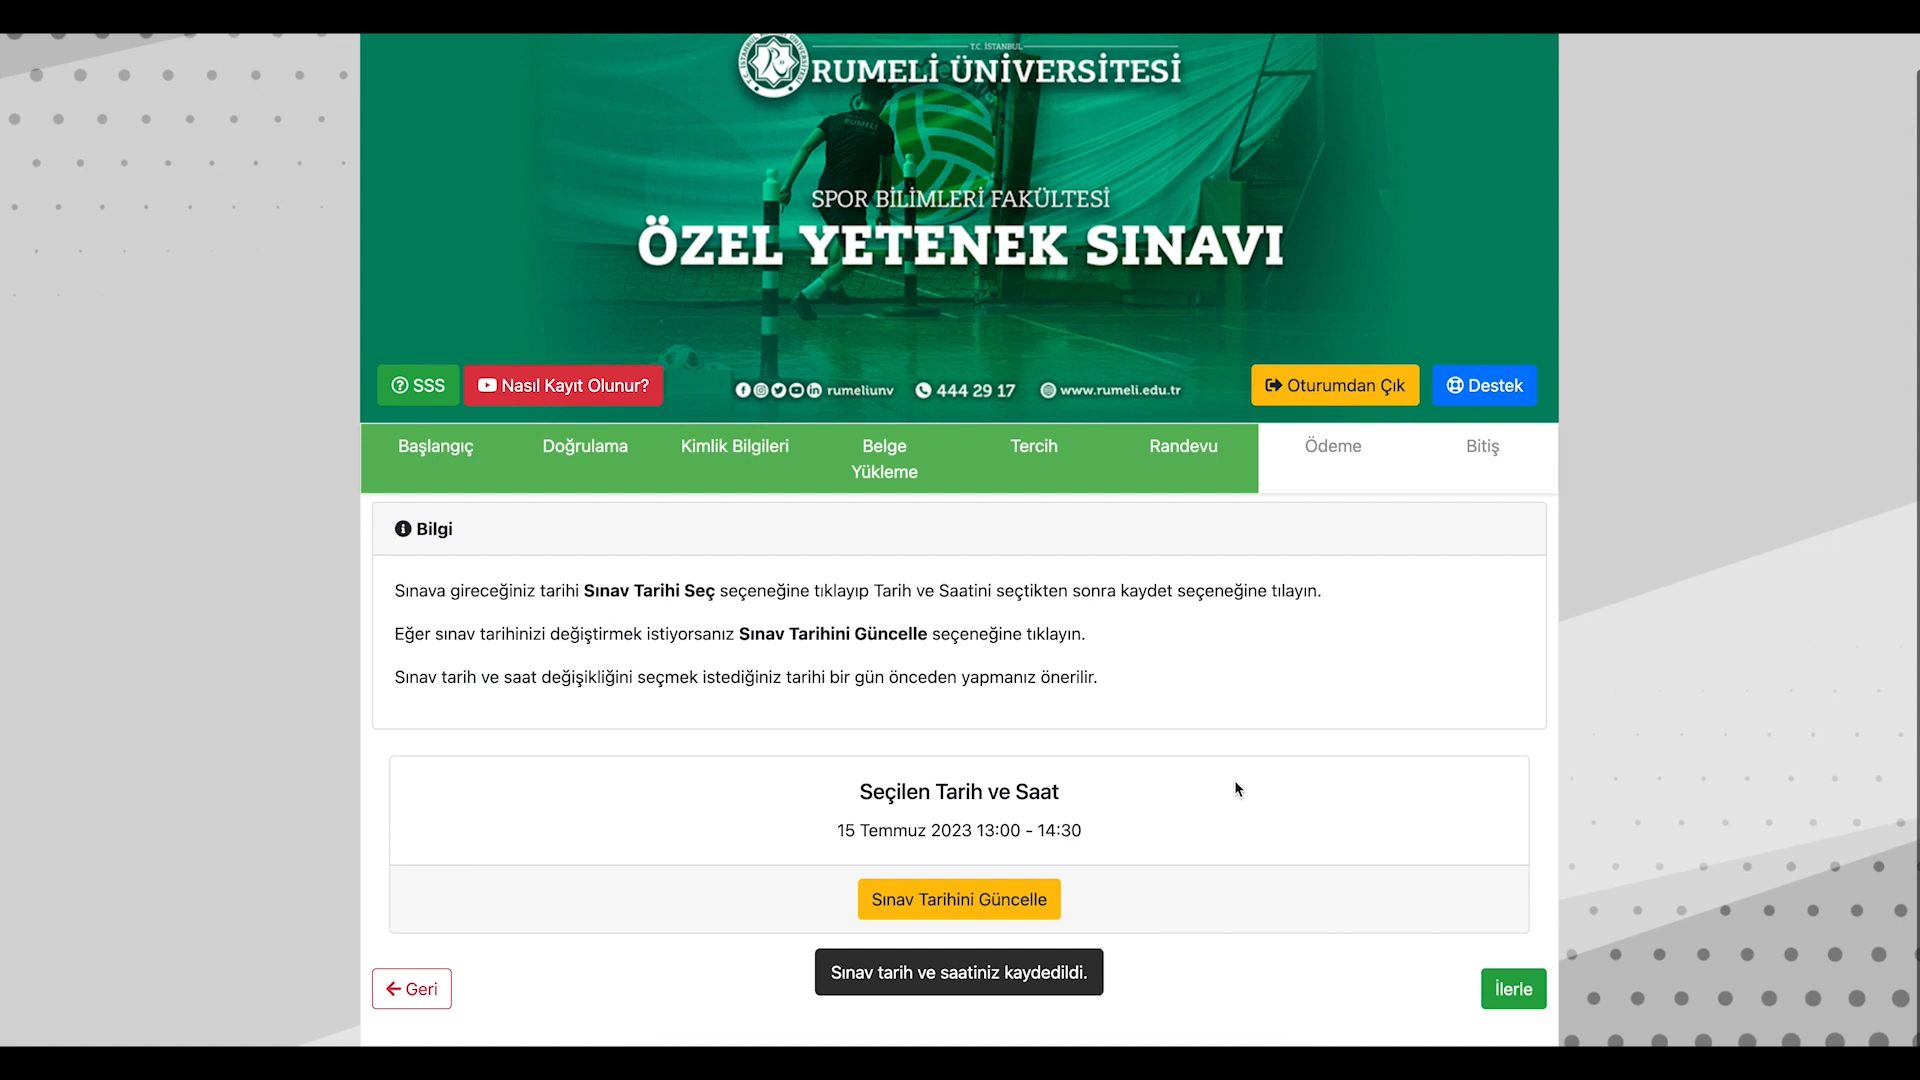 T.C. İSTANBUL
RUMELİ ÜNİVERSİTESİ
RUMELİ
SPOR BİLİMLERİ FAKÜLTESİ
ÖZEL YETENEK SINAVI
SSS
Nasıl Kayıt Olunur?
rumeliunv
444 29 17
www.rumeli.edu.tr
Oturumdan Çık
Destek
Başlangıç
Doğrulama
Kimlik Bilgileri
Belge
Yükleme
Tercih
Randevu
Ödeme
Bitiş
Bilgi
Sınava gireceğiniz tarihi Sınav Tarihi Seç seçeneğine tıklayıp Tarih ve Saatini seçtikten sonra kaydet seçeneğine tılayın.
Eğer sınav tarihinizi değiştirmek istiyorsanız Sınav Tarihini Güncelle seçeneğine tıklayın.
Sınav tarih ve saat değişikliğini seçmek istediğiniz tarihi bir gün önceden yapmanız önerilir.
Seçilen Tarih ve Saat
15 Temmuz 2023 13:00 - 14:30
Sınav Tarihini Güncelle
Sınav tarih ve saatiniz kaydedildi.
Geri
İlerle